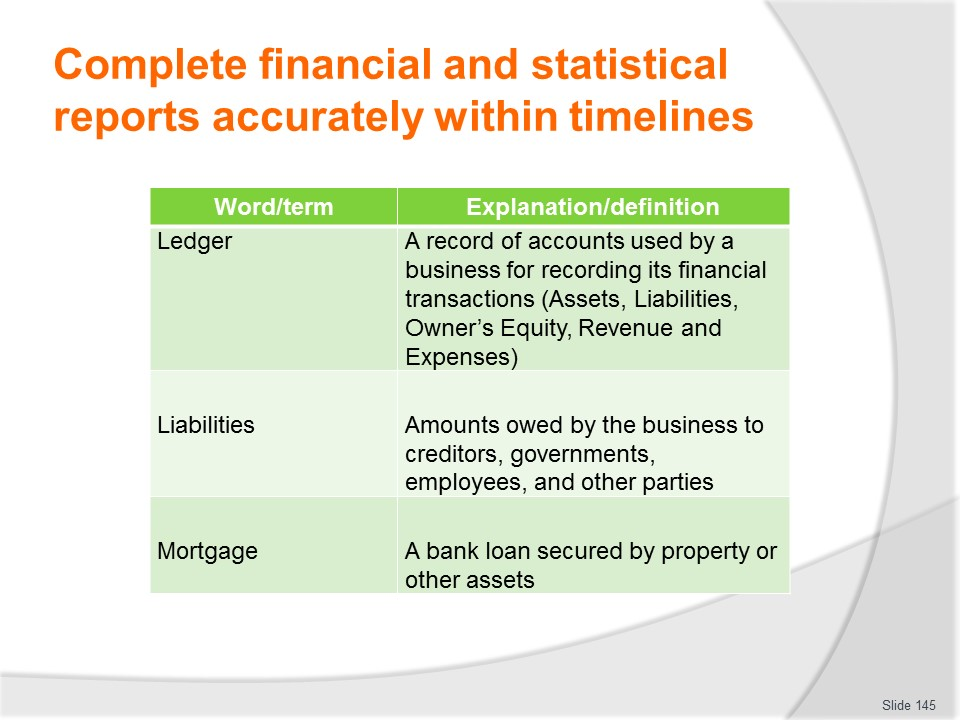 Complete financial and statistical
reports accurately within timelines
Word/term
Explanation/definition
Ledger
A record of accounts used by a
business for recording its financial
transactions (Assets, Liabilities,
Owner’s Equity, Revenue and
Expenses)
Liabilities
Amounts owed by the business to
creditors, governments,
employees, and other parties
Mortgage
A bank loan secured by property or
other assets
Slide 145